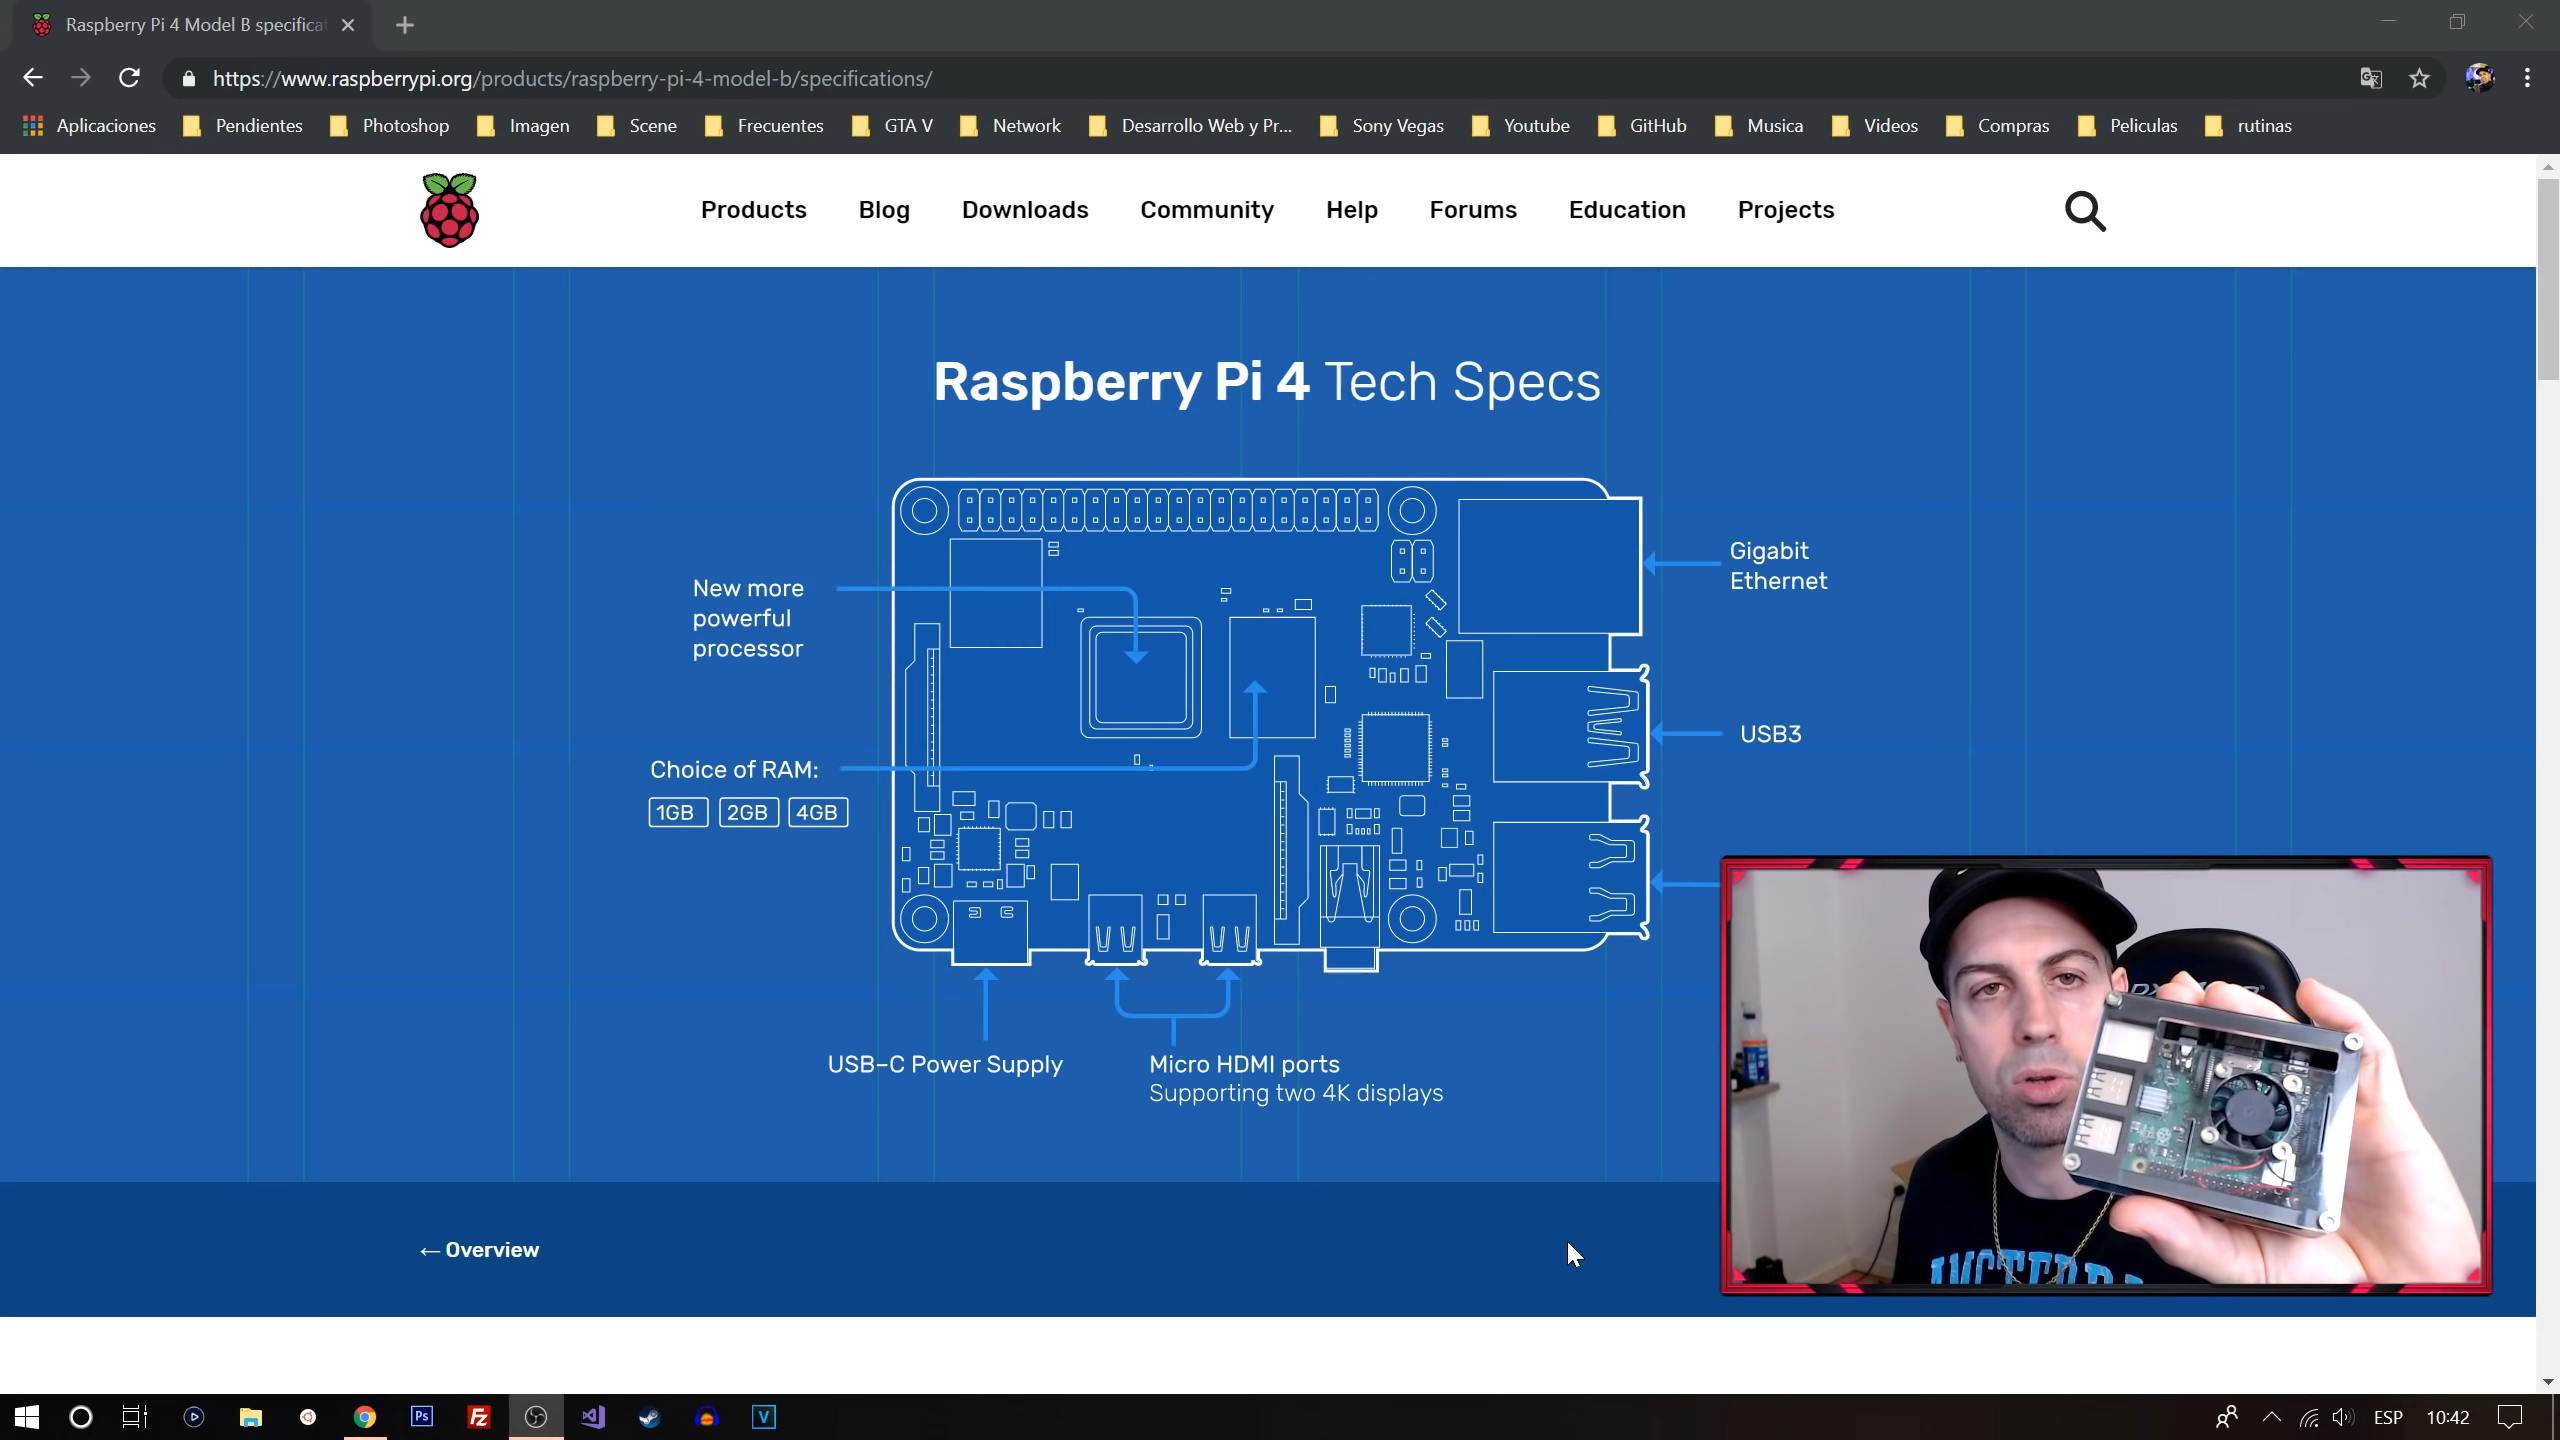 Raspberry Pi 4 Model B specificat
https://www.raspberrypi.org/products/raspberry-pi-4-model-b/specifications/
Aplicaciones Pendientes Photoshop Imagen Scene Frecuentes GTA V Network Desarrollo Web y Pr... Sony Vegas Youtube GitHub Musica Videos Compras Peliculas rutinas
Products Blog Downloads Community Help Forums Education Projects
Raspberry Pi 4 Tech Specs
New more
powerful
processor
Choice of RAM:
1GB 2GB 4GB
Gigabit
Ethernet
USB3
USB-C Power Supply
Micro HDMI ports
Supporting two 4K displays
← Overview
Ps Fz V
ESP 10:42